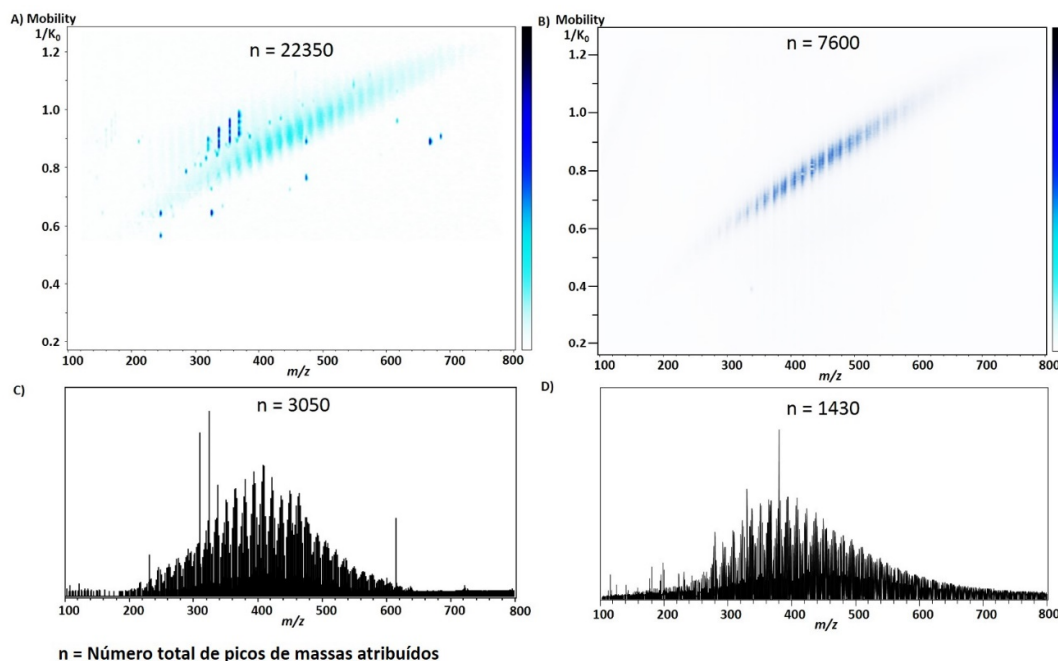 A) Mobility
1/K₀
n = 22350
1.2
1.0
0.8
0.6
0.4
0.2
100 200 300 400 500 600 700 800
m/z
B) Mobility
1/K₀
n = 7600
1.2
1.0
0.8
0.6
0.4
0.2
100 200 300 400 500 600 700 800
m/z
C)
n = 3050
100 200 300 400 500 600 700 800
m/z
D)
n = 1430
100 200 300 400 500 600 700 800
m/z
n = Número total de picos de massas atribuídos